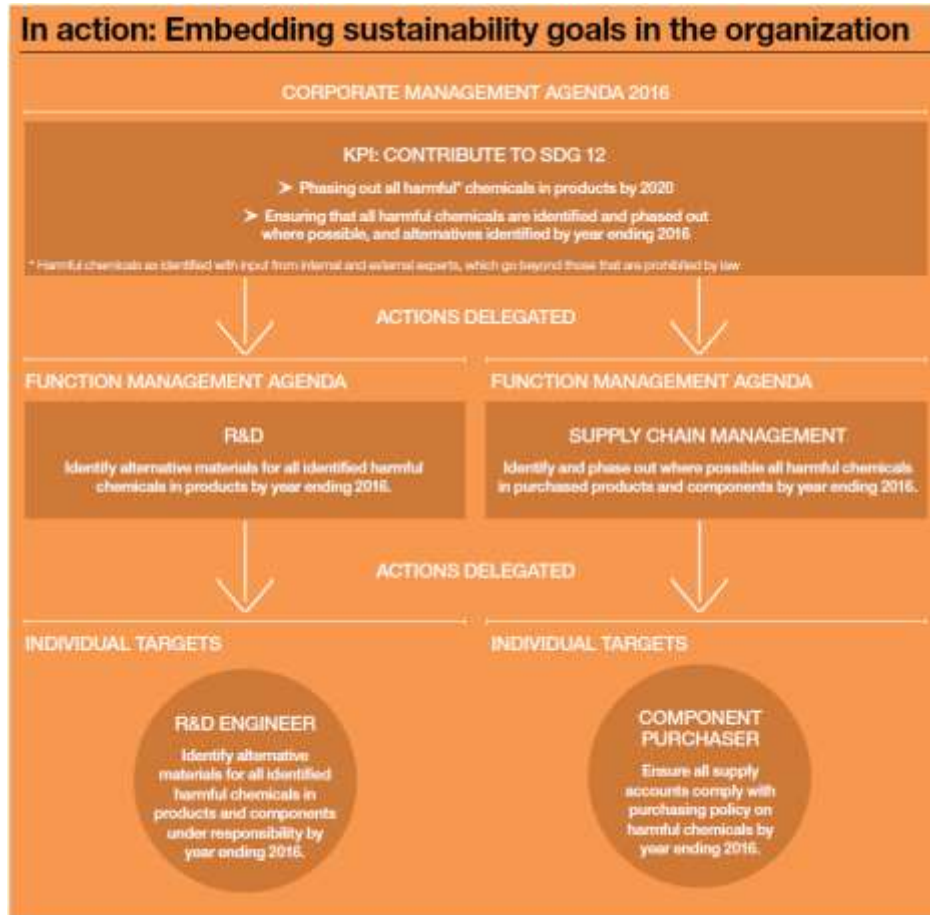 In action: Embedding sustainability goals in the organization
CORPORATE MANAGEMENT AGENDA 2016
KPI: CONTRIBUTE TO SDG 12
➤ Phasing out all harmful* chemicals in products by 2020
➤ Ensuring that all harmful chemicals are identified and phased out
where possible, and alternatives identified by year ending 2016
* Harmful chemicals as identified with input from internal and external experts, which go beyond those that are prohibited by law
ACTIONS DELEGATED
FUNCTION MANAGEMENT AGENDA
R&D
Identify alternative materials for all identified harmful
chemicals in products by year ending 2016.
FUNCTION MANAGEMENT AGENDA
SUPPLY CHAIN MANAGEMENT
Identify and phase out where possible all harmful chemicals
in purchased products and components by year ending 2016.
ACTIONS DELEGATED
INDIVIDUAL TARGETS
R&D ENGINEER
Identify alternative
materials for all identified
harmful chemicals in
products and components
under responsibility by
year ending 2016.
INDIVIDUAL TARGETS
COMPONENT
PURCHASER
Ensure all supply
accounts comply with
purchasing policy on
harmful chemicals by
year ending 2016.